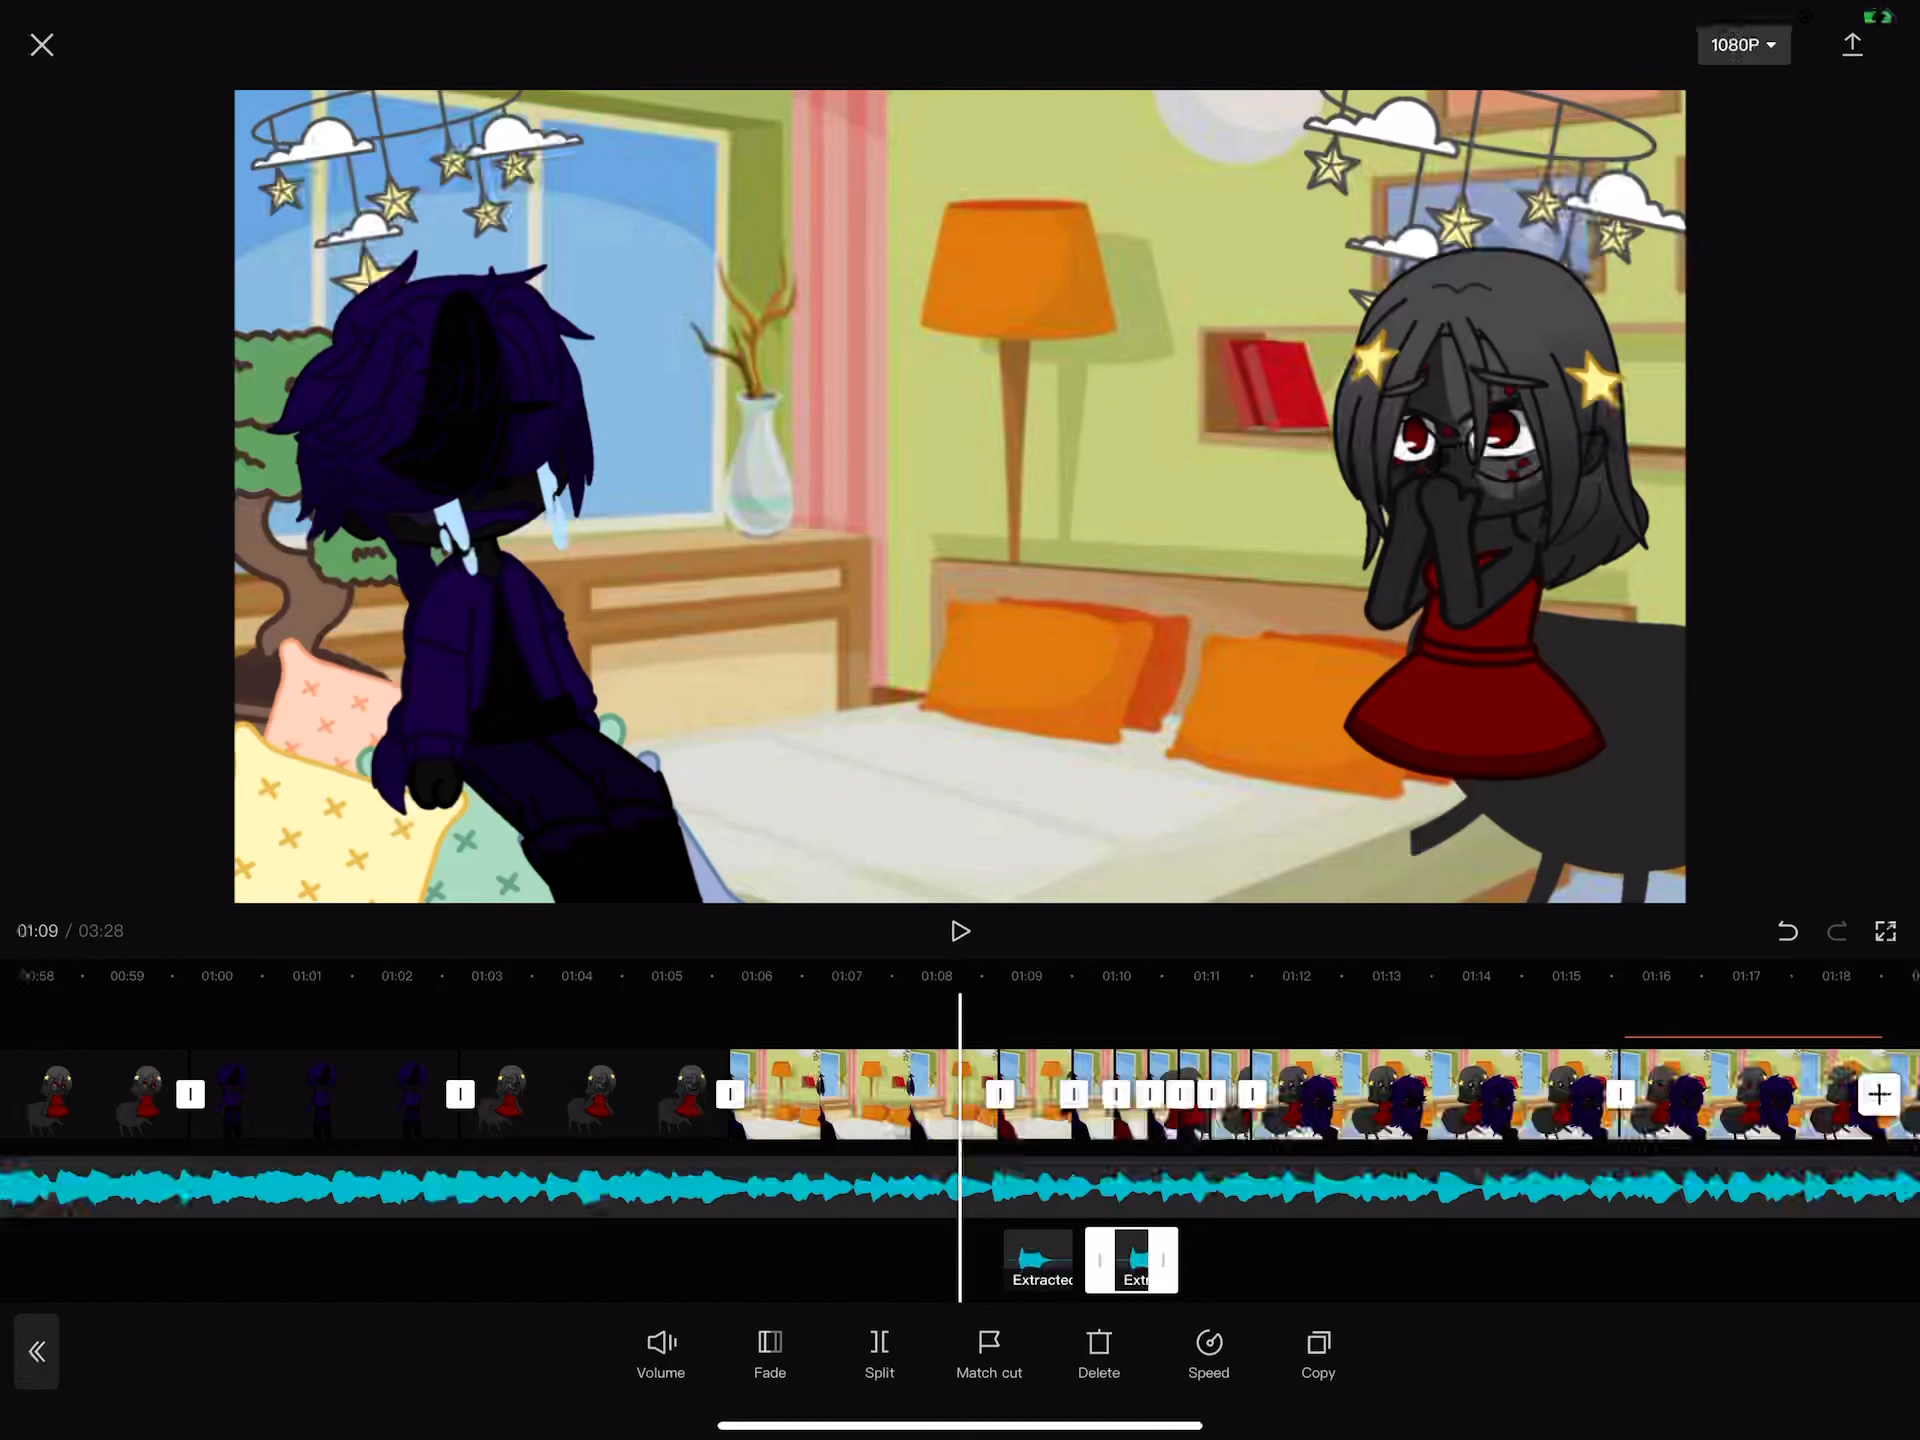 1080P
01:09 / 03:28
0:58 00:59 01:00 01:01 01:02 01:03 01:04 01:05 01:06 01:07 01:08 01:09 01:10 01:11 01:12 01:13 01:14 01:15 01:16 01:17 01:18
Extracted
Extr
Volume Fade Split Match cut Delete Speed Copy